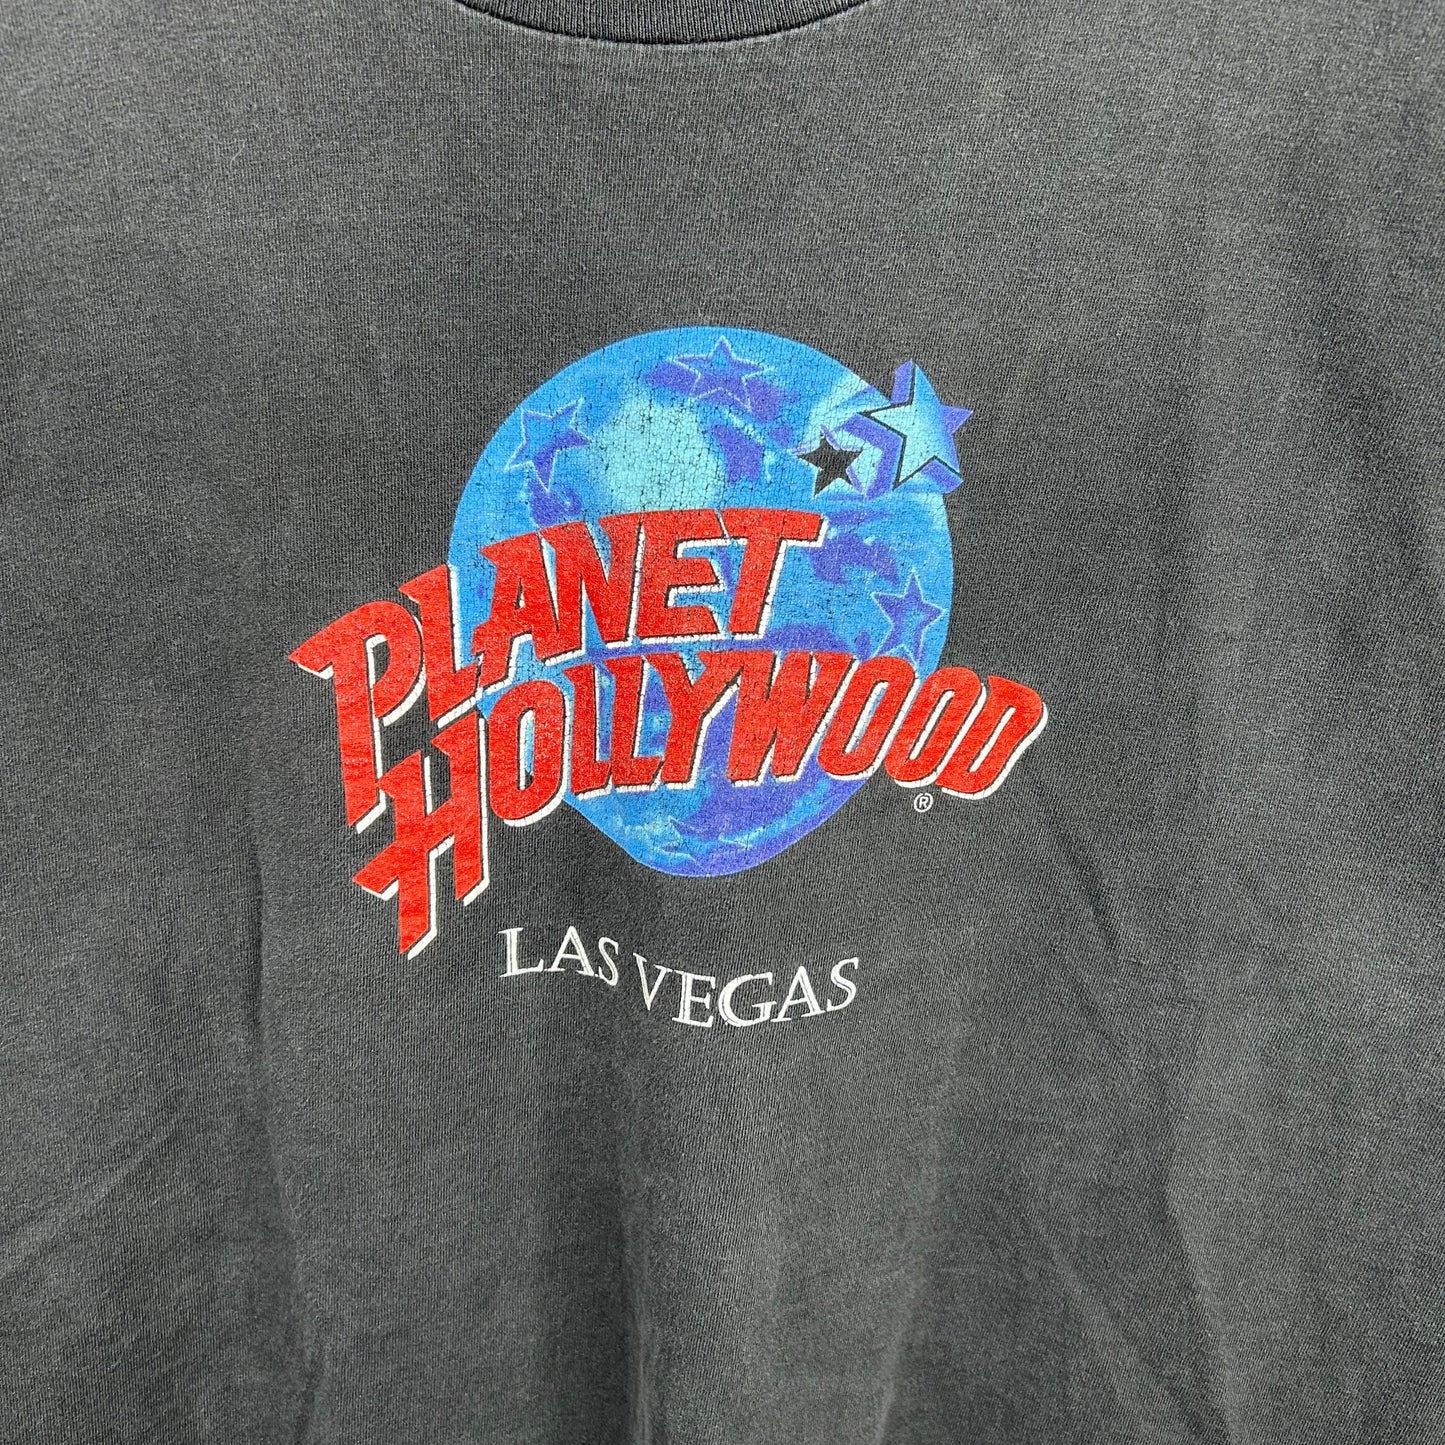 PLANET
HOLLYWOOD
®
LAS VEGAS